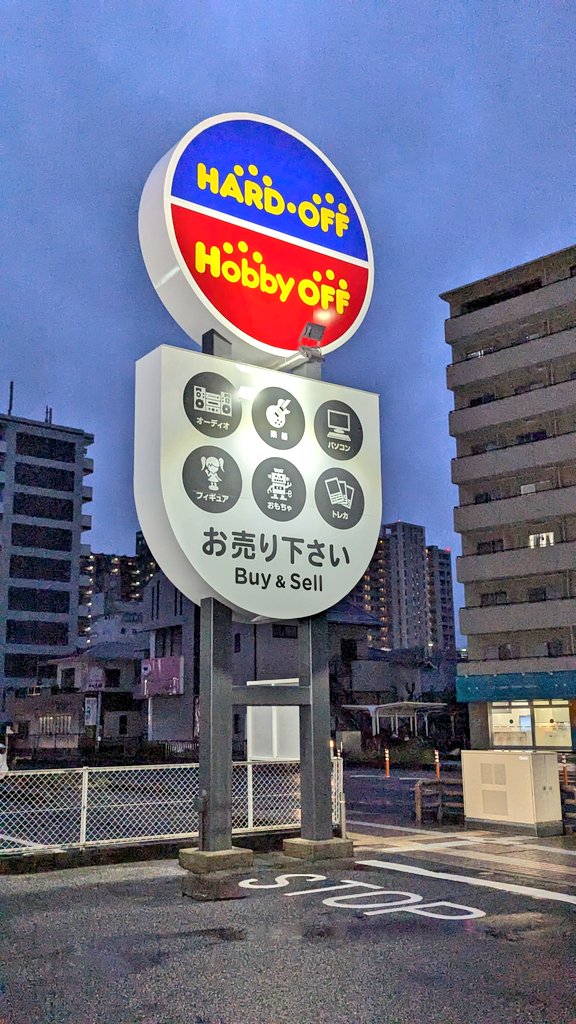 HARD・OFF
Hobby OFF
オーディオ
楽器
パソコン
フィギュア
おもちゃ
トレカ
お売り下さい
Buy & Sell
STOP